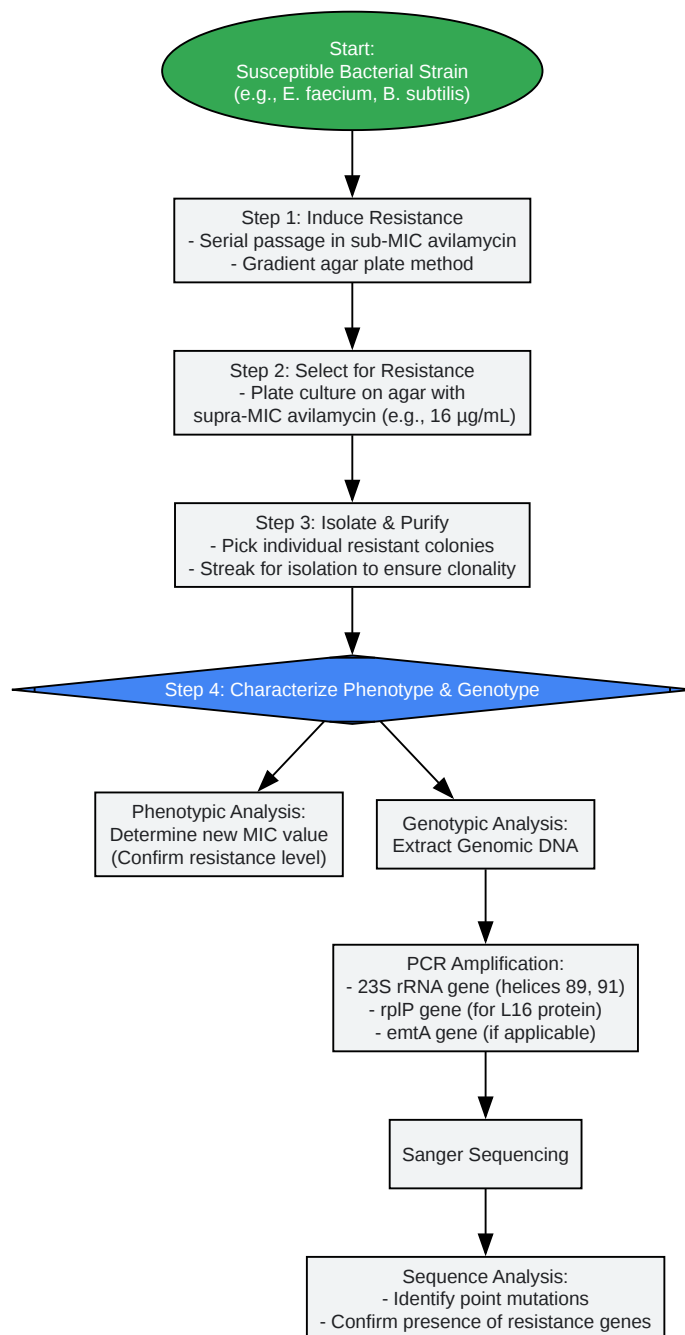 Start:
Susceptible Bacterial Strain
(e.g., E. faecium, B. subtilis)
Step 1: Induce Resistance
- Serial passage in sub-MIC avilamycin
- Gradient agar plate method
Step 2: Select for Resistance
- Plate culture on agar with
supra-MIC avilamycin (e.g., 16 µg/mL)
Step 3: Isolate & Purify
- Pick individual resistant colonies
- Streak for isolation to ensure clonality
Step 4: Characterize Phenotype & Genotype
Phenotypic Analysis:
Determine new MIC value
(Confirm resistance level)
Genotypic Analysis:
Extract Genomic DNA
PCR Amplification:
- 23S rRNA gene (helices 89, 91)
- rplP gene (for L16 protein)
- emtA gene (if applicable)
Sanger Sequencing
Sequence Analysis:
- Identify point mutations
- Confirm presence of resistance genes